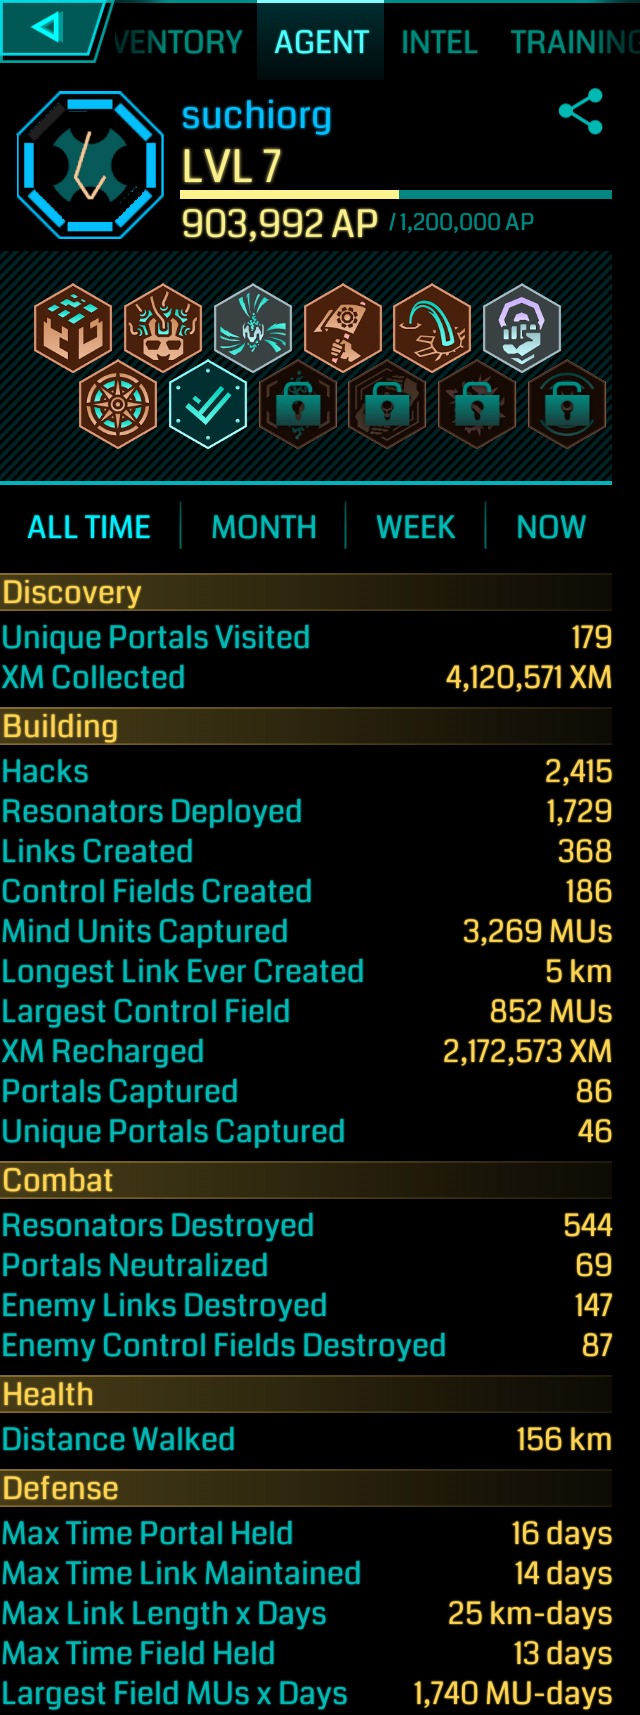 VENTORY AGENT INTEL TRAINING
suchiorg
LVL 7
903,992 AP / 1,200,000 AP
ALL TIME MONTH WEEK NOW
Discovery
Unique Portals Visited 179
XM Collected 4,120,571 XM
Building
Hacks 2,415
Resonators Deployed 1,729
Links Created 368
Control Fields Created 186
Mind Units Captured 3,269 MUs
Longest Link Ever Created 5 km
Largest Control Field 852 MUs
XM Recharged 2,172,573 XM
Portals Captured 86
Unique Portals Captured 46
Combat
Resonators Destroyed 544
Portals Neutralized 69
Enemy Links Destroyed 147
Enemy Control Fields Destroyed 87
Health
Distance Walked 156 km
Defense
Max Time Portal Held 16 days
Max Time Link Maintained 14 days
Max Link Length x Days 25 km-days
Max Time Field Held 13 days
Largest Field MUs x Days 1,740 MU-days